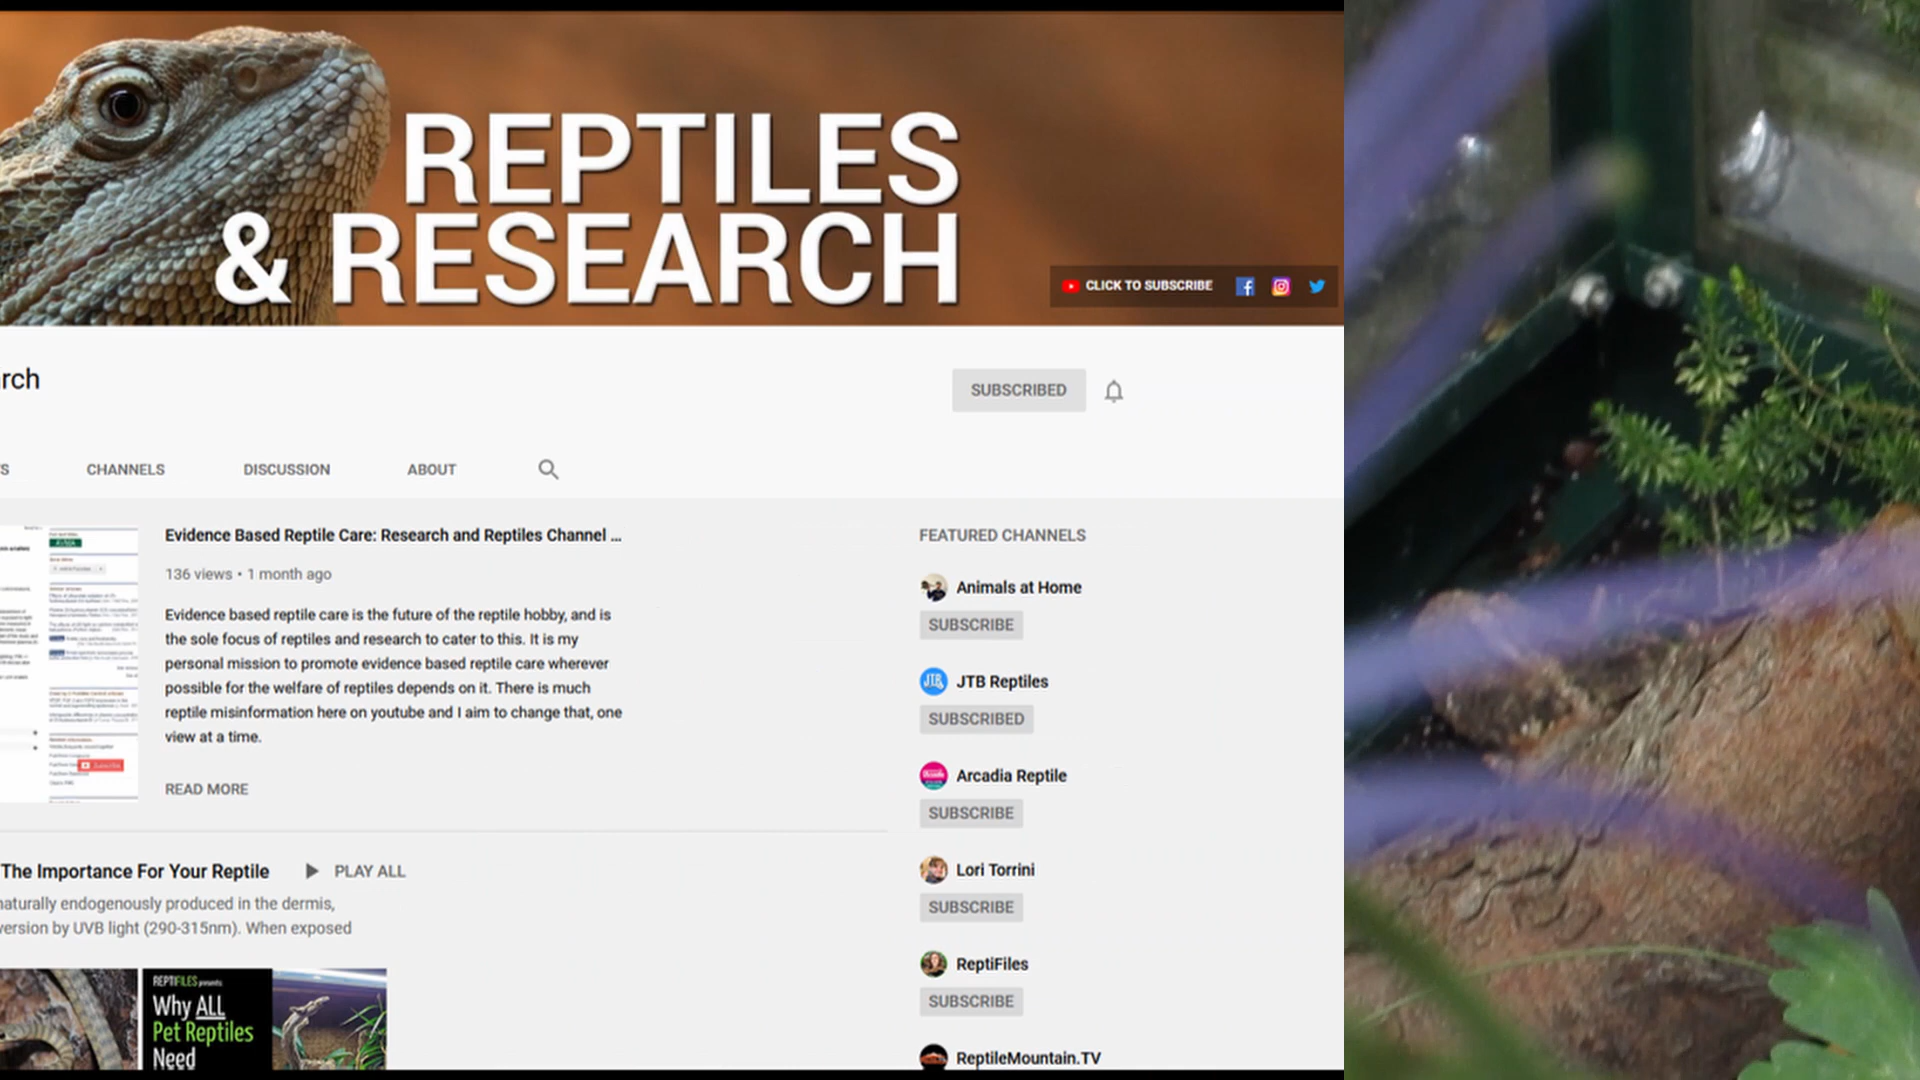 REPTILES
& RESEARCH
CLICK TO SUBSCRIBE
rch
SUBSCRIBED
S
CHANNELS
DISCUSSION
ABOUT
Evidence Based Reptile Care: Research and Reptiles Channel ...
136 views • 1 month ago
Evidence based reptile care is the future of the reptile hobby, and is
the sole focus of reptiles and research to cater to this. It is my
personal mission to promote evidence based reptile care wherever
possible for the welfare of reptiles depends on it. There is much
reptile misinformation here on youtube and I aim to change that, one
view at a time.
READ MORE
The Importance For Your Reptile
PLAY ALL
naturally endogenously produced in the dermis,
version by UVB light (290-315nm). When exposed
REPTIFILES presents
Why ALL
Pet Reptiles
Need
FEATURED CHANNELS
Animals at Home
SUBSCRIBE
JTB
JTB Reptiles
SUBSCRIBED
Arcadia Reptile
SUBSCRIBE
Lori Torrini
SUBSCRIBE
ReptiFiles
SUBSCRIBE
ReptileMountain.TV